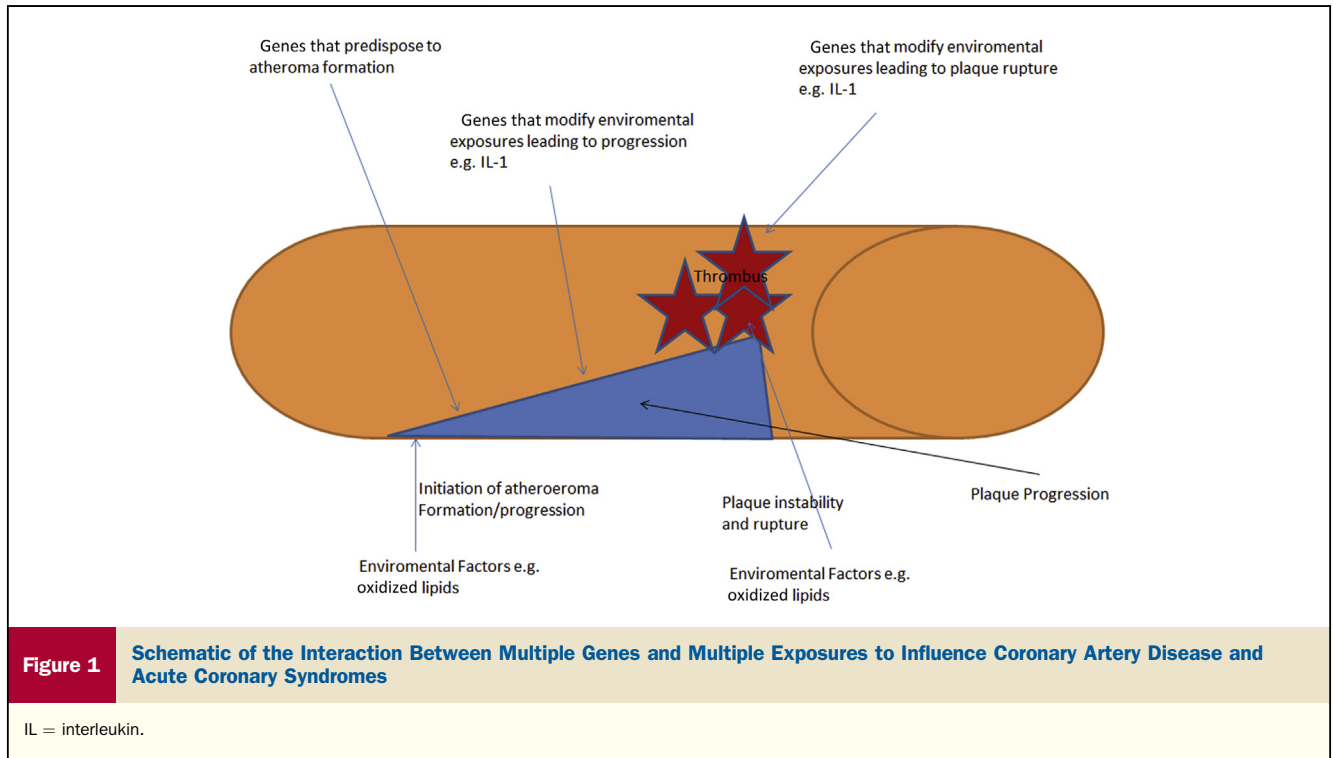 Genes that predispose to
atheroma formation
Genes that modify enviromental
exposures leading to progression
e.g. IL-1
Genes that modify enviromental
exposures leading to plaque rupture
e.g. IL-1
Thrombus
Initiation of atheroeroma
Formation/progression
Plaque instability
and rupture
Plaque Progression
Enviromental Factors e.g.
oxidized lipids
Enviromental Factors e.g.
oxidized lipids
Figure 1
Schematic of the Interaction Between Multiple Genes and Multiple Exposures to Influence Coronary Artery Disease and
Acute Coronary Syndromes
IL = interleukin.